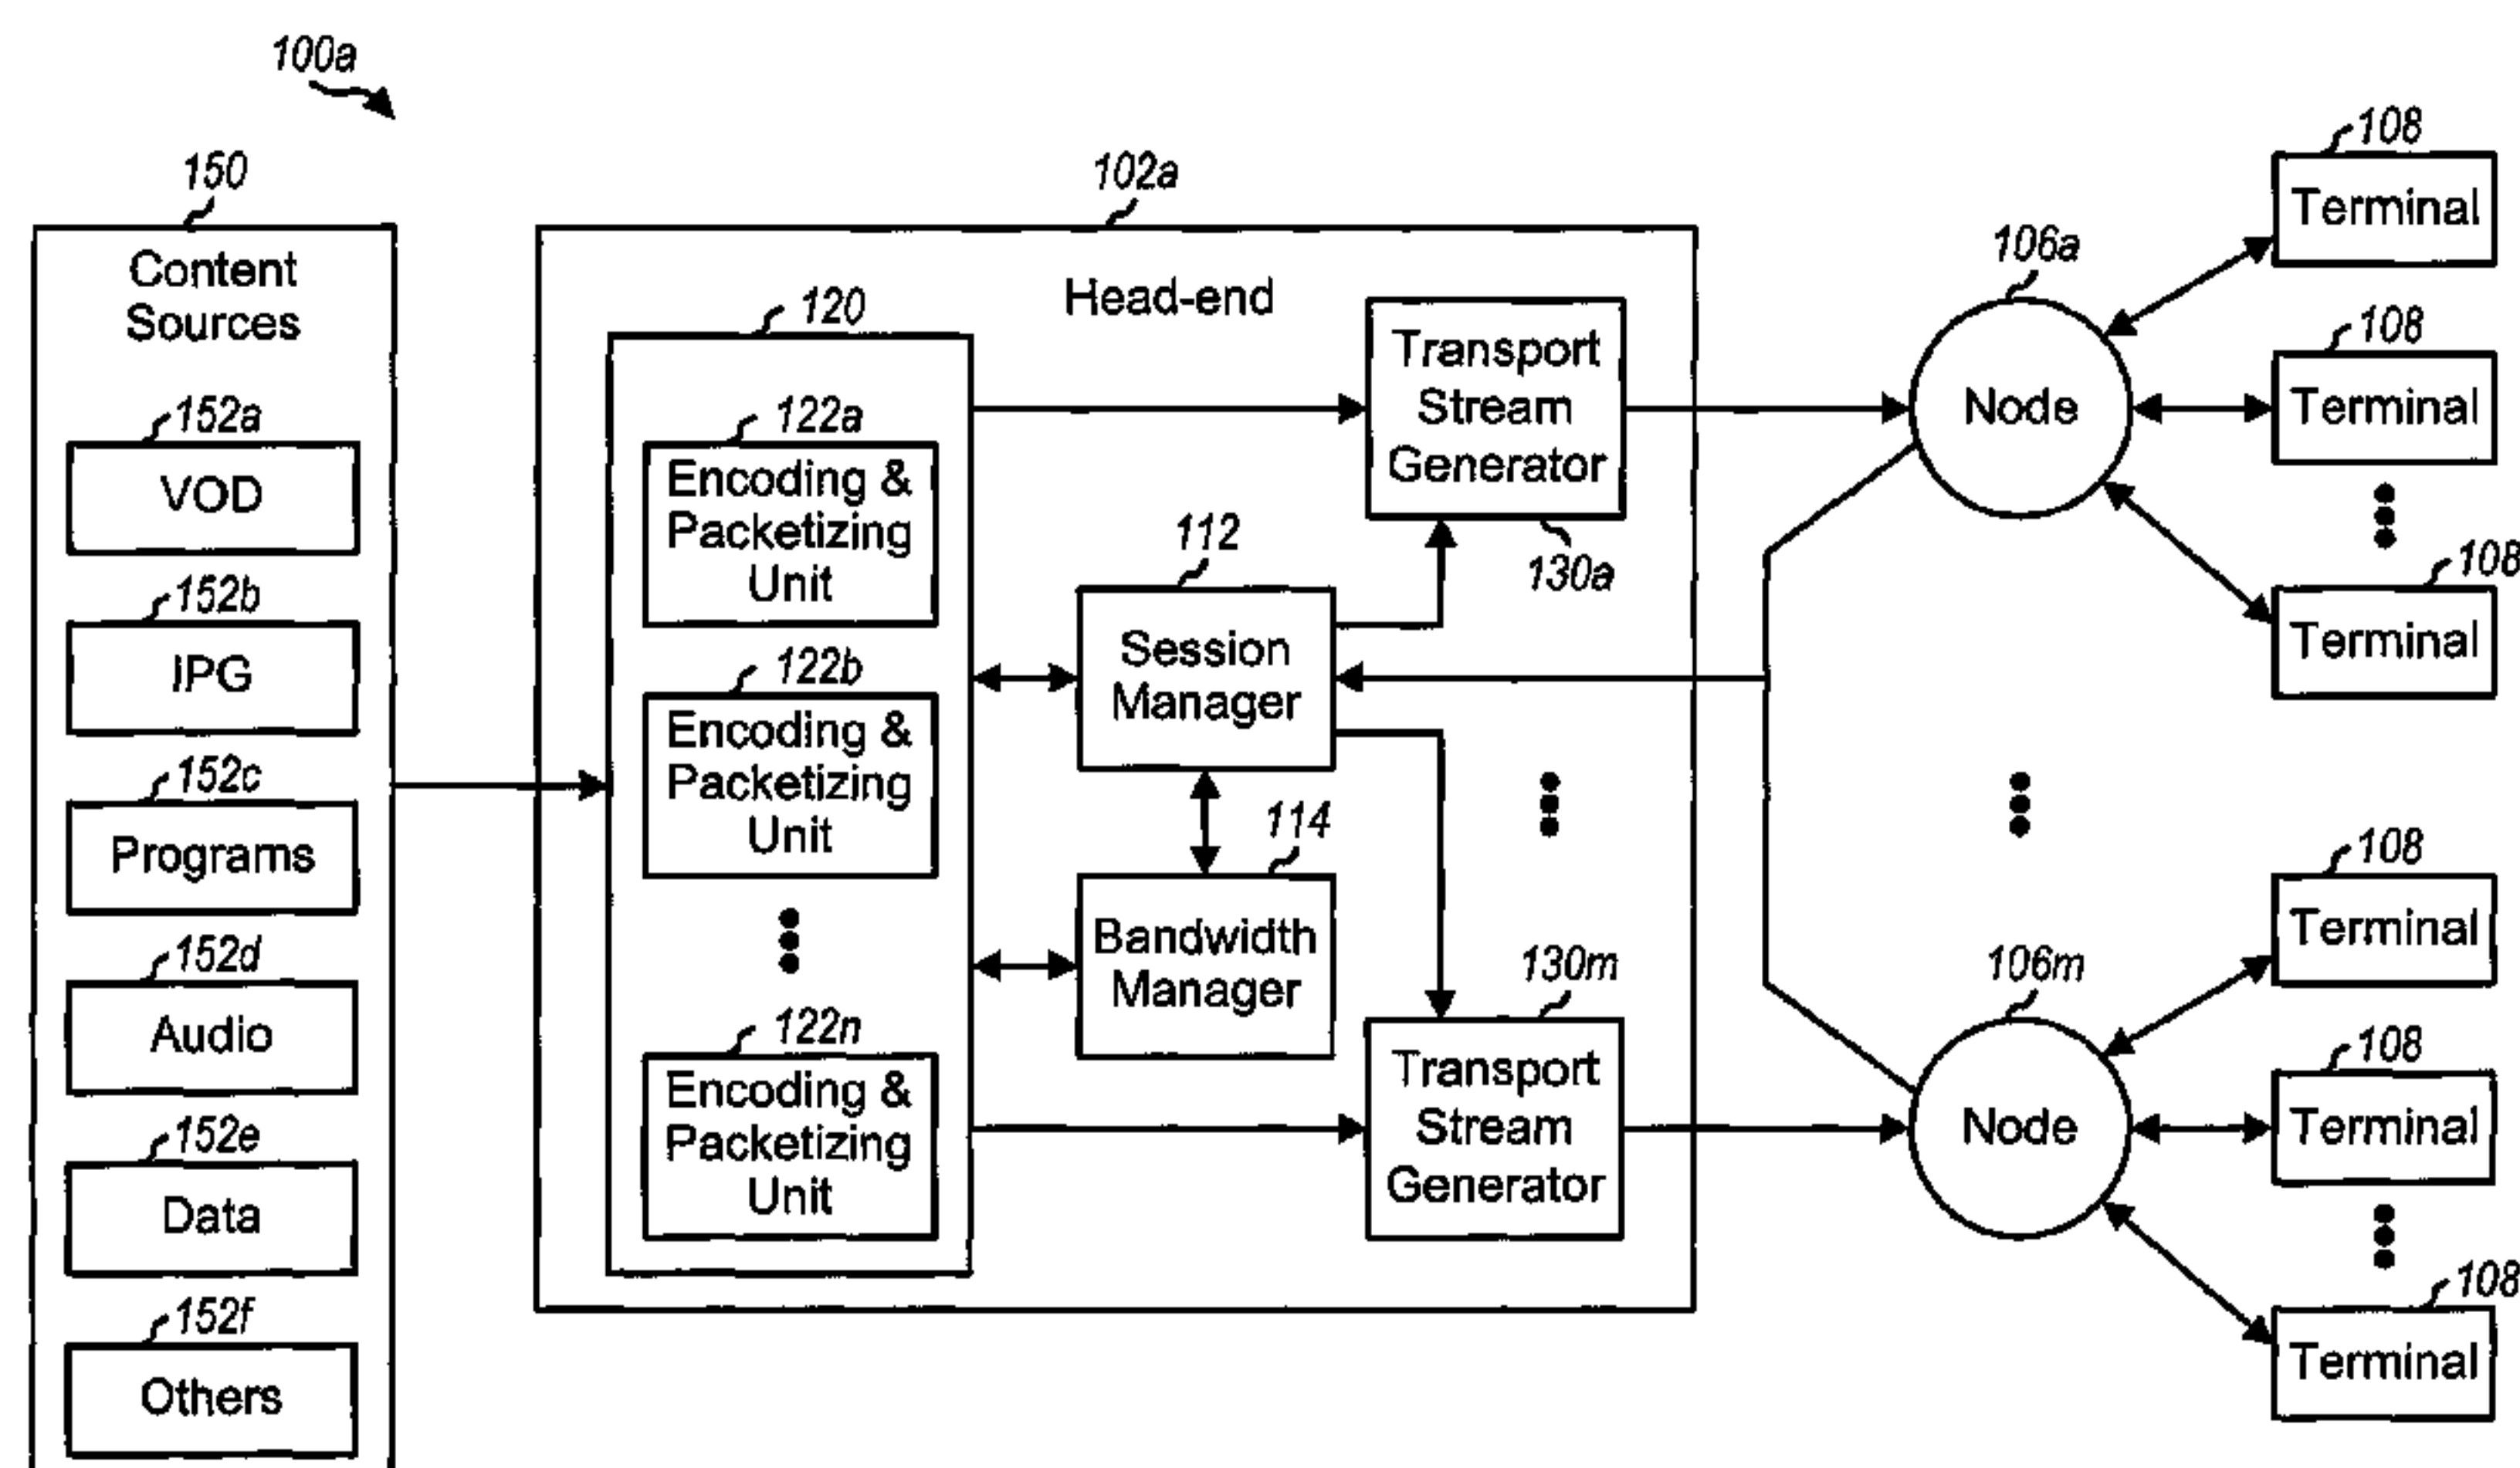 100a
150
Content
Sources
152a
VOD
152b
IPG
152c
Programs
152d
Audio
152e
Data
152f
Others
102a
Head-end
120
122a
Encoding &
Packetizing
Unit
122b
Encoding &
Packetizing
Unit
122n
Encoding &
Packetizing
Unit
112
Session
Manager
114
Bandwidth
Manager
Transport
Stream
Generator
130a
130m
Transport
Stream
Generator
106a
Node
106m
Node
108
Terminal
108
Terminal
108
Terminal
108
Terminal
108
Terminal
108
Terminal